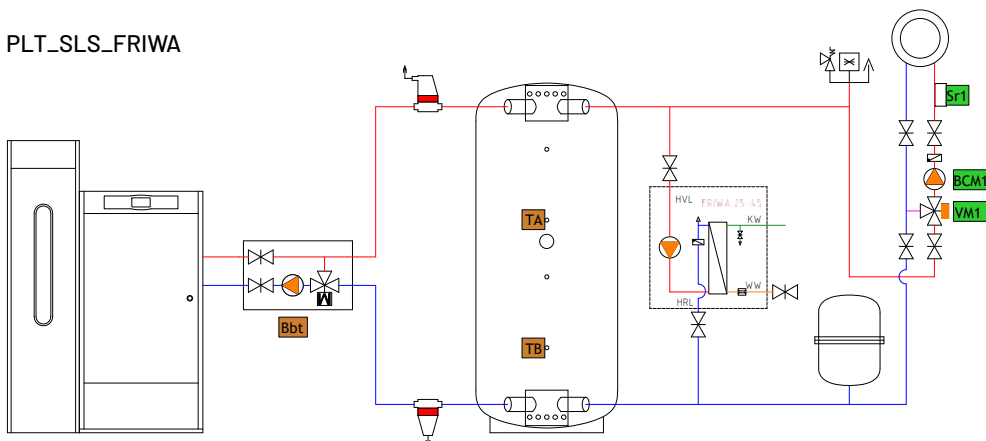 PLT_SLS_FRIWA
Sr1
BCM1
VM1
FRIWA 25-45
HVL
KW
TA
WW
HRL
Bbt
M
TB